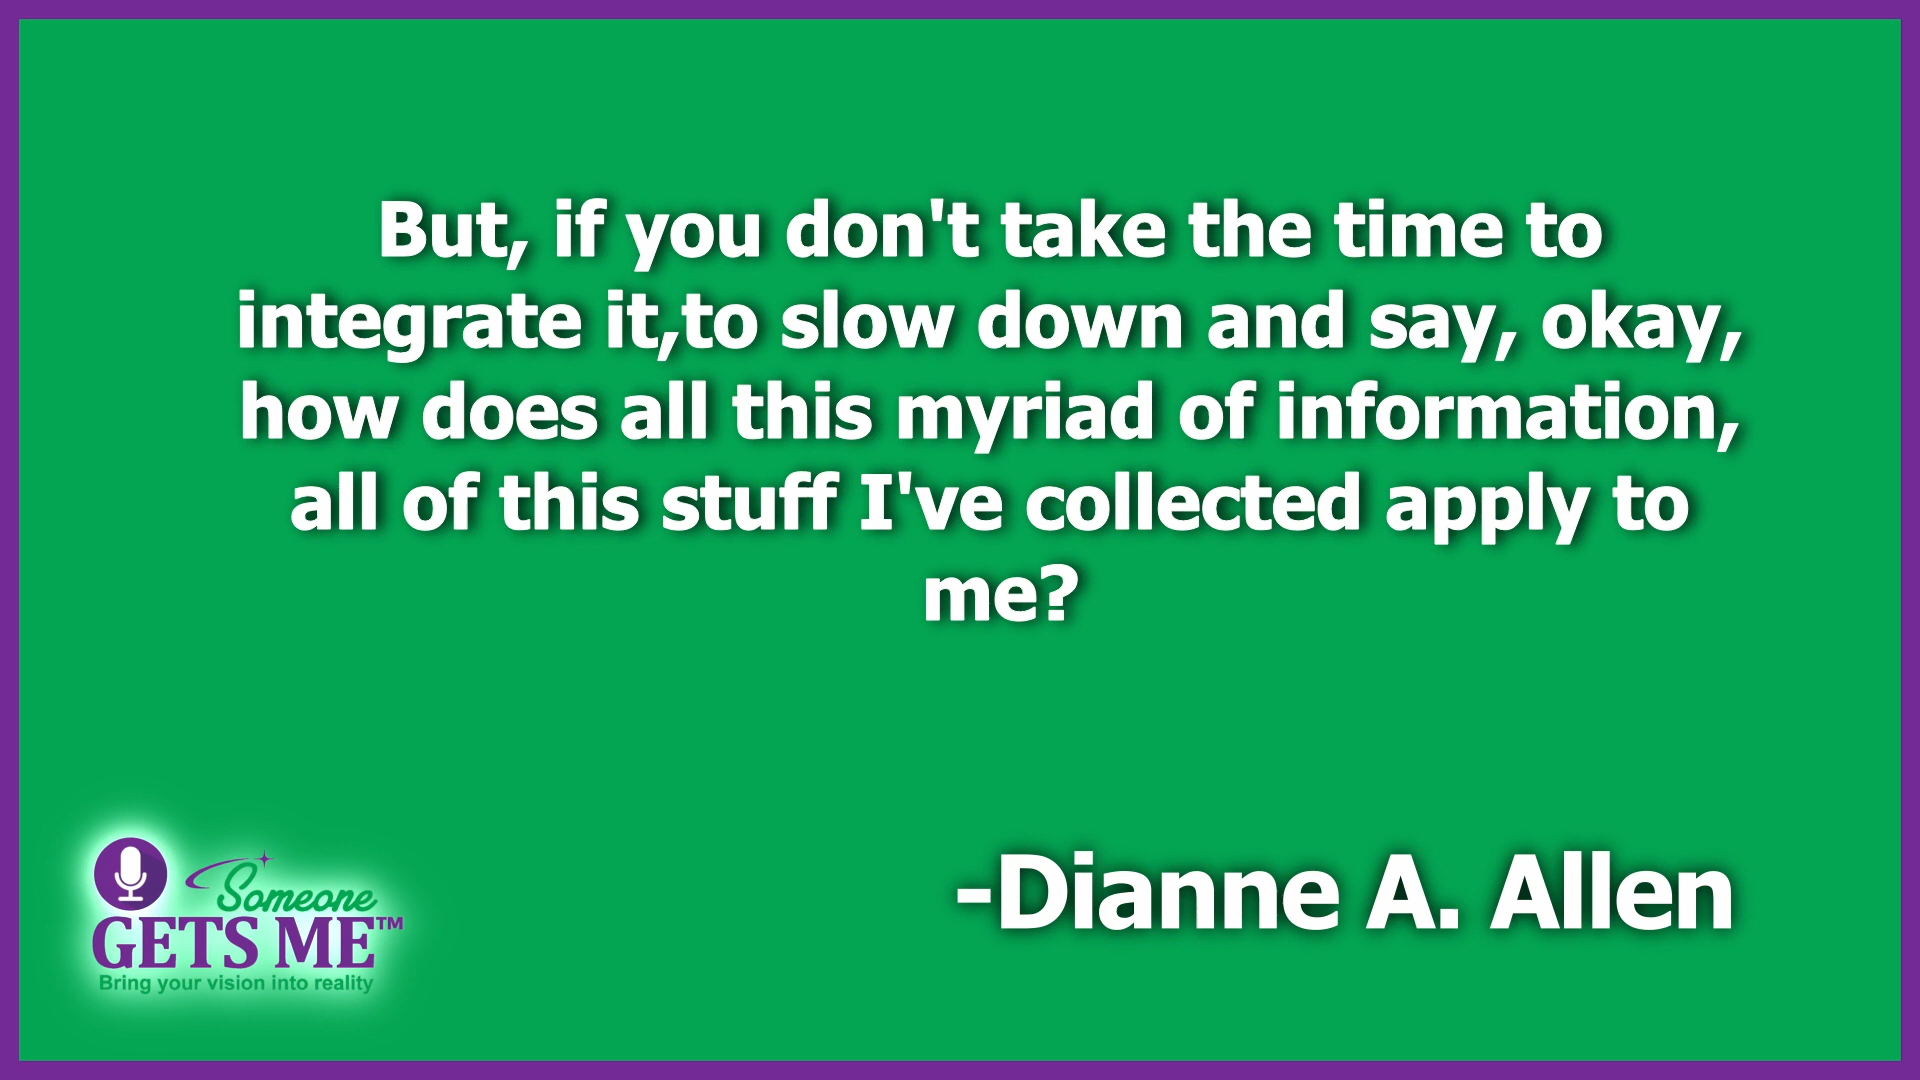 But, if you don't take the time to
integrate it,to slow down and say, okay,
how does all this myriad of information,
all of this stuff I've collected apply to
me?
-Dianne A. Allen
Someone
GETS ME™
Bring your vision into reality